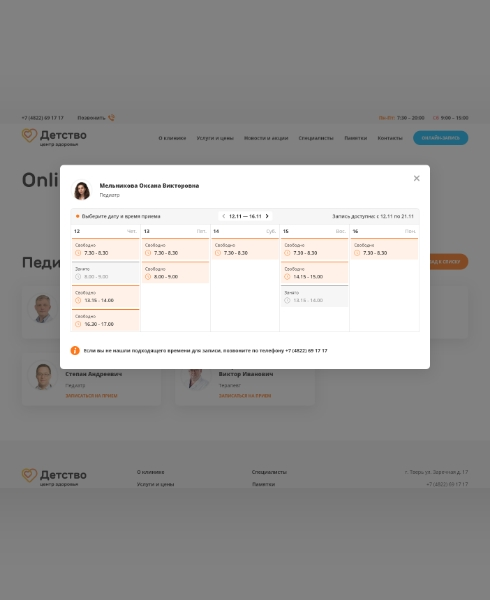 +7 (4822) 89 17 17 Позвонить Пн-Пт: 7:00 - 20:00 Сб: 9:00 - 16:00
Детство
центр здоровья
О клинике Услуги и цены Новости и акции Специалисты Памятки Контакты ОНЛАЙН-ЗАПИСЬ
Onli
Мельникова Оксана Викторовна
Педиатр
Выберите дату и время приема 12.11 — 16.11 Запись доступна: с 12.11 по 21.11
12 Чет. 13 Пят. 14 Суб. 15 Вос. 16 Пон.
Свободно Свободно Свободно Свободно Свободно
7.30 - 8.30 7.30 - 8.30 7.30 - 8.30 7.30 - 8.30 7.30 - 8.30
Занято Свободно Свободно
8.00 - 9.00 8.00 - 9.00 14.15 - 15.00
Свободно Занято
13.15 - 14.00 13.15 - 14.00
Свободно
16.30 - 17.00
Если вы не нашли подходящего времени для записи, позвоните по телефону +7 (4822) 89 17 17
Педи
Степан Андреевич Виктор Иванович
Педиатр Терапевт
ЗАПИСАТЬСЯ НА ПРИЕМ ЗАПИСАТЬСЯ НА ПРИЕМ
Детство
центр здоровья
О клинике Специалисты г. Тверь, ул. Заречная д. 17
Услуги и цены Памятки +7 (4822) 89 17 17